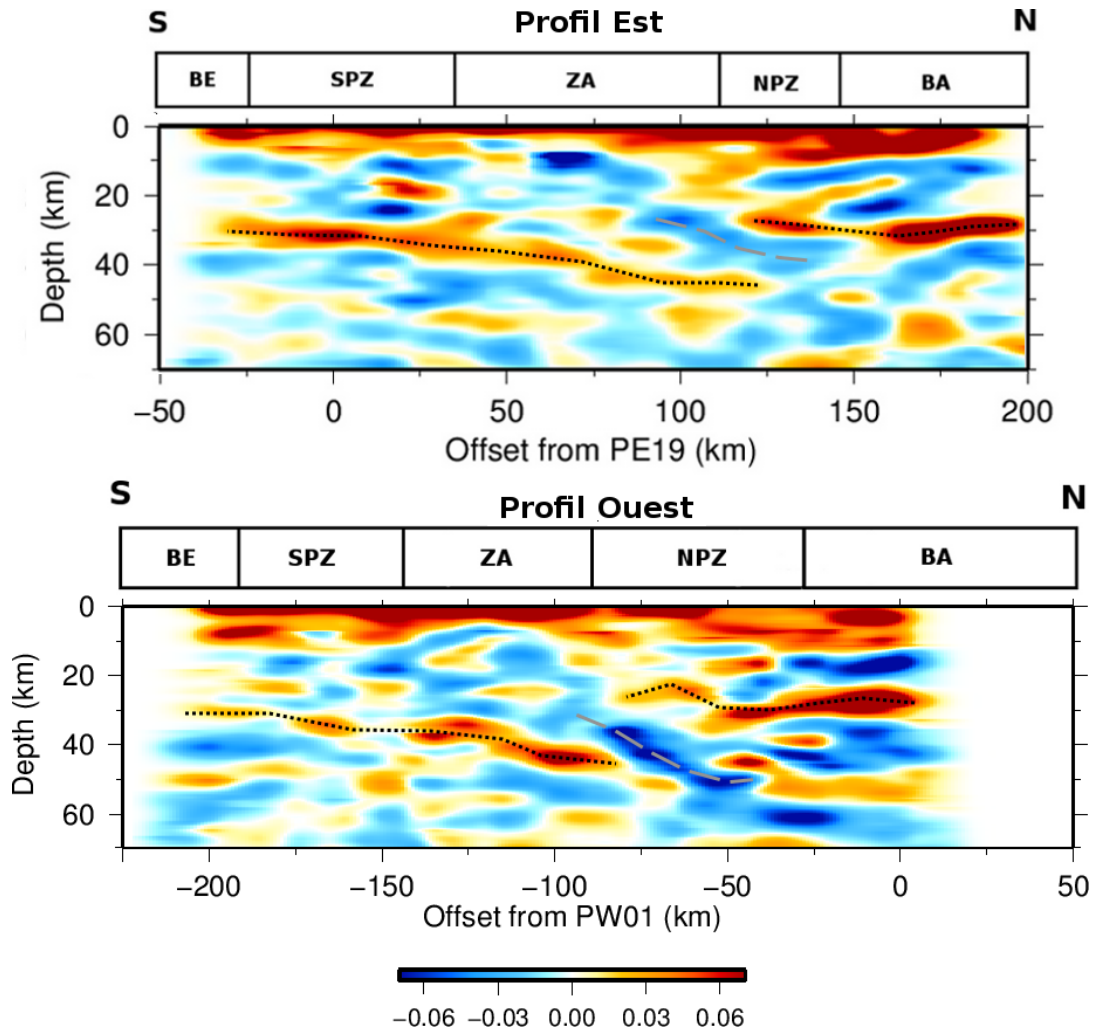 S Profil Est N
BE SPZ ZA NPZ BA
0
20
40
60
Depth (km)
−50 0 50 100 150 200
Offset from PE19 (km)
S Profil Ouest N
BE SPZ ZA NPZ BA
0
20
40
60
Depth (km)
−200 −150 −100 −50 0 50
Offset from PW01 (km)
−0.06 −0.03 0.00 0.03 0.06